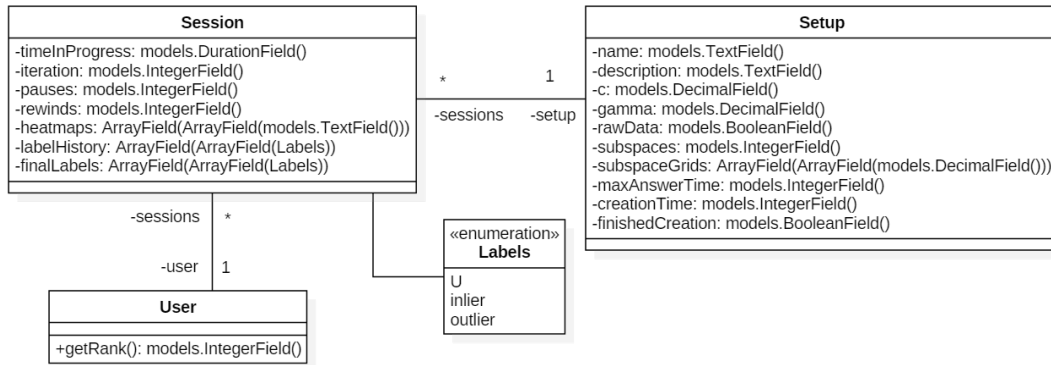 Session
-timeInProgress: models.DurationField()
-iteration: models.IntegerField()
-pauses: models.IntegerField()
-rewinds: models.IntegerField()
-heatmaps: ArrayField(ArrayField(models.TextField()))
-labelHistory: ArrayField(ArrayField(Labels))
-finalLabels: ArrayField(ArrayField(Labels))
* 1
-sessions -setup
Setup
-name: models.TextField()
-description: models.TextField()
-c: models.DecimalField()
-gamma: models.DecimalField()
-rawData: models.BooleanField()
-subspaces: models.IntegerField()
-subspaceGrids: ArrayField(ArrayField(models.DecimalField()))
-maxAnswerTime: models.IntegerField()
-creationTime: models.IntegerField()
-finishedCreation: models.BooleanField()
-sessions *
-user 1
User
+getRank(): models.IntegerField()
«enumeration»
Labels
U
inlier
outlier